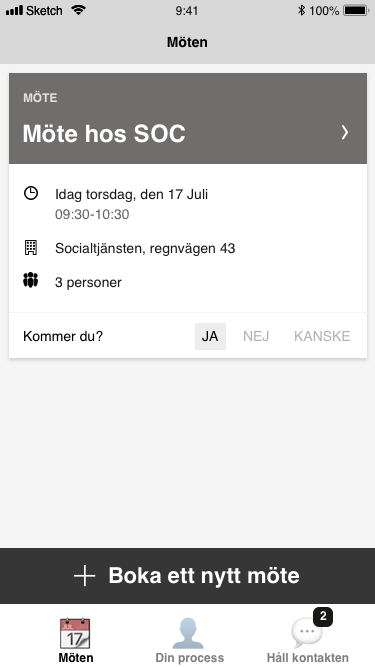 Sketch 9:41 100%
Möten
MÖTE
Möte hos SOC
Idag torsdag, den 17 Juli
09:30-10:30
Socialtjänsten, regnvägen 43
3 personer
Kommer du? JA NEJ KANSKE
Boka ett nytt möte
JUL
17
2
Möten Din process Håll kontakten